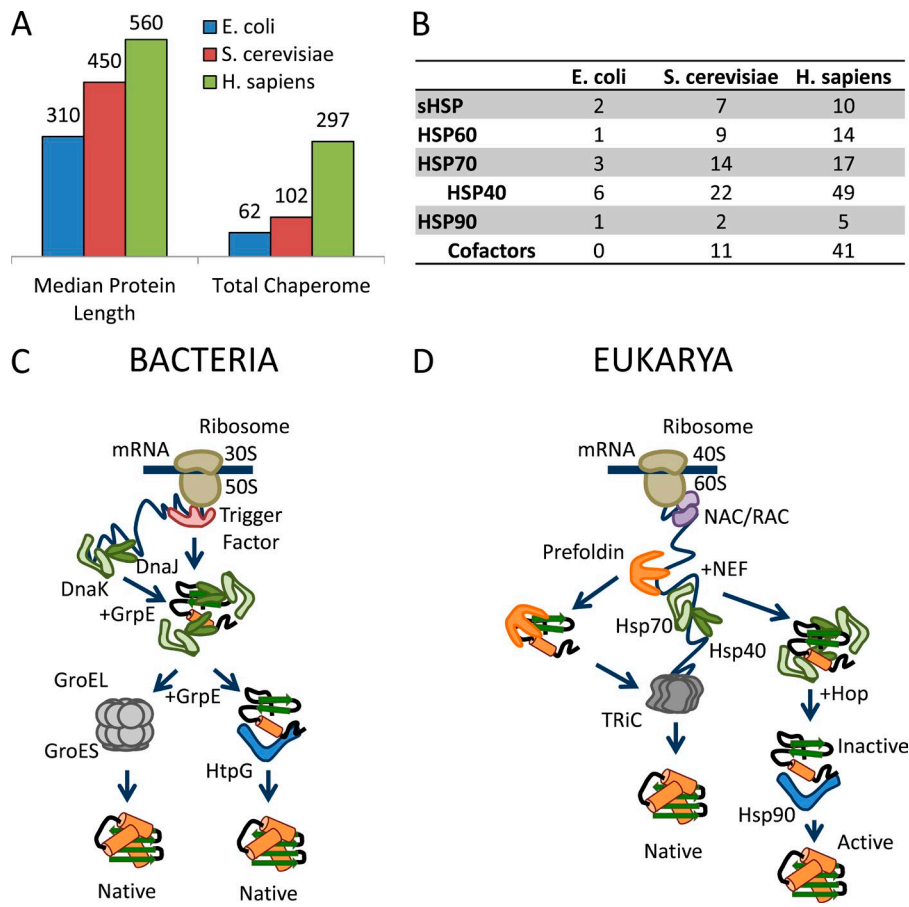 A
E. coli
S. cerevisiae
H. sapiens
310
450
560
62
102
297
Median Protein
Length
Total Chaperome
B
E. coli S. cerevisiae H. sapiens
sHSP 2 7 10
HSP60 1 9 14
HSP70 3 14 17
HSP40 6 22 49
HSP90 1 2 5
Cofactors 0 11 41
C BACTERIA
Ribosome
mRNA
30S
50S
Trigger
Factor
DnaJ
DnaK
+GrpE
GroEL
+GrpE
GroES
HtpG
Native
Native
D EUKARYA
Ribosome
mRNA
40S
60S
NAC/RAC
Prefoldin
+NEF
Hsp70
Hsp40
+Hop
TRiC
Inactive
Hsp90
Native
Active